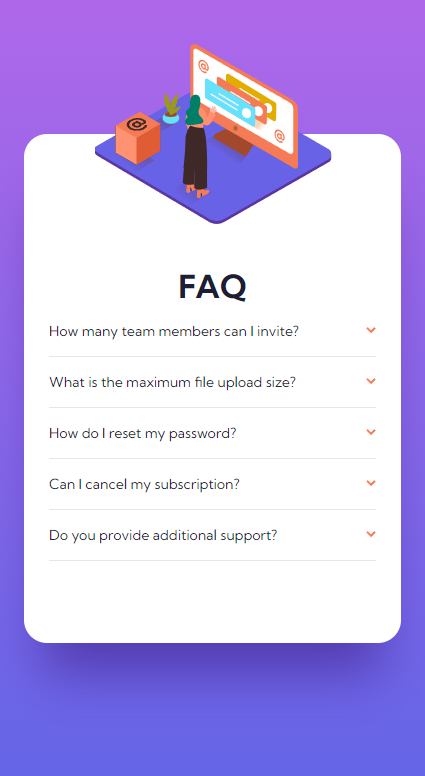 FAQ
How many team members can I invite?
What is the maximum file upload size?
How do I reset my password?
Can I cancel my subscription?
Do you provide additional support?